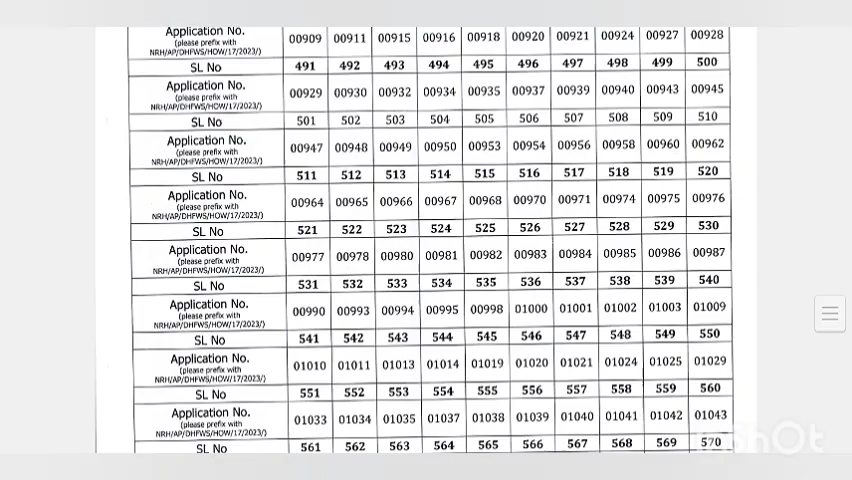 Application No. 00909 00911 00915 00916 00918 00920 00921 00924 00927 00928
(please prefix with
NRH/AP/DHFWS/HOW/17/2023/)
SL No 491 492 493 494 495 496 497 498 499 500
Application No. 00929 00930 00932 00934 00935 00937 00939 00940 00943 00945
(please prefix with
NRH/AP/DHFWS/HOW/17/2023/)
SL No 501 502 503 504 505 506 507 508 509 510
Application No. 00947 00948 00949 00950 00953 00954 00956 00958 00960 00962
(please prefix with
NRH/AP/DHFWS/HOW/17/2023/)
SL No 511 512 513 514 515 516 517 518 519 520
Application No. 00964 00965 00966 00967 00968 00970 00971 00974 00975 00976
(please prefix with
NRH/AP/DHFWS/HOW/17/2023/)
SL No 521 522 523 524 525 526 527 528 529 530
Application No. 00977 00978 00980 00981 00982 00983 00984 00985 00986 00987
(please prefix with
NRH/AP/DHFWS/HOW/17/2023/)
SL No 531 532 533 534 535 536 537 538 539 540
Application No. 00990 00993 00994 00995 00998 01000 01001 01002 01003 01009
(please prefix with
NRH/AP/DHFWS/HOW/17/2023/)
SL No 541 542 543 544 545 546 547 548 549 550
Application No. 01010 01011 01013 01014 01019 01020 01021 01024 01025 01029
(please prefix with
NRH/AP/DHFWS/HOW/17/2023/)
SL No 551 552 553 554 555 556 557 558 559 560
Application No. 01033 01034 01035 01037 01038 01039 01040 01041 01042 01043
(please prefix with
NRH/AP/DHFWS/HOW/17/2023/)
SL No 561 562 563 564 565 566 567 568 569 570